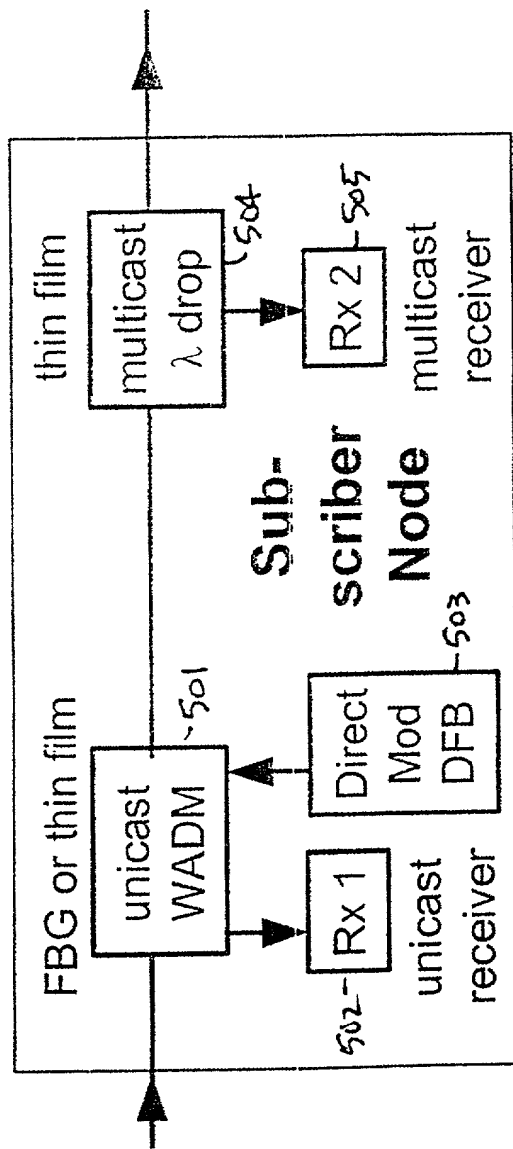 FBG or thin film
thin film
unicast
WADM
501
multicast
λ drop
504
502
Rx 1
Direct
Mod
DFB
503
Sub-
scriber
Node
Rx 2
505
unicast
receiver
multicast
receiver